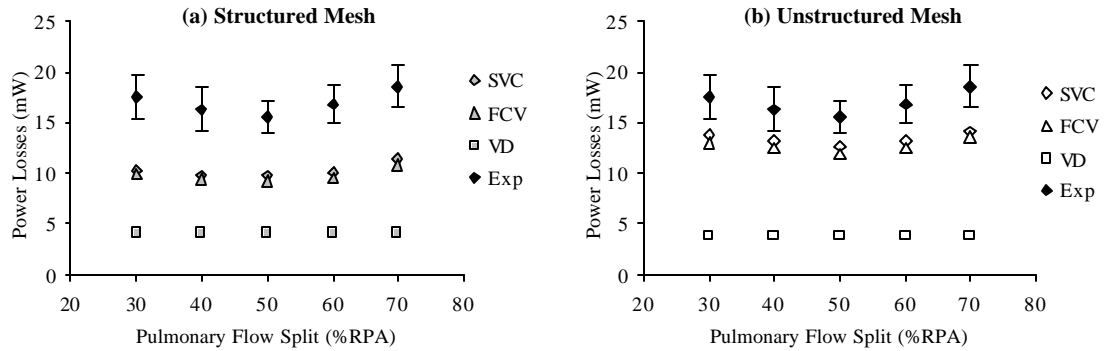 (a) Structured Mesh
Power Losses (mW)
25
20
15
10
5
0
20 30 40 50 60 70 80
Pulmonary Flow Split (%RPA)
SVC
FCV
VD
Exp
(b) Unstructured Mesh
Power Losses (mW)
25
20
15
10
5
0
20 30 40 50 60 70 80
Pulmonary Flow Split (%RPA)
SVC
FCV
VD
Exp